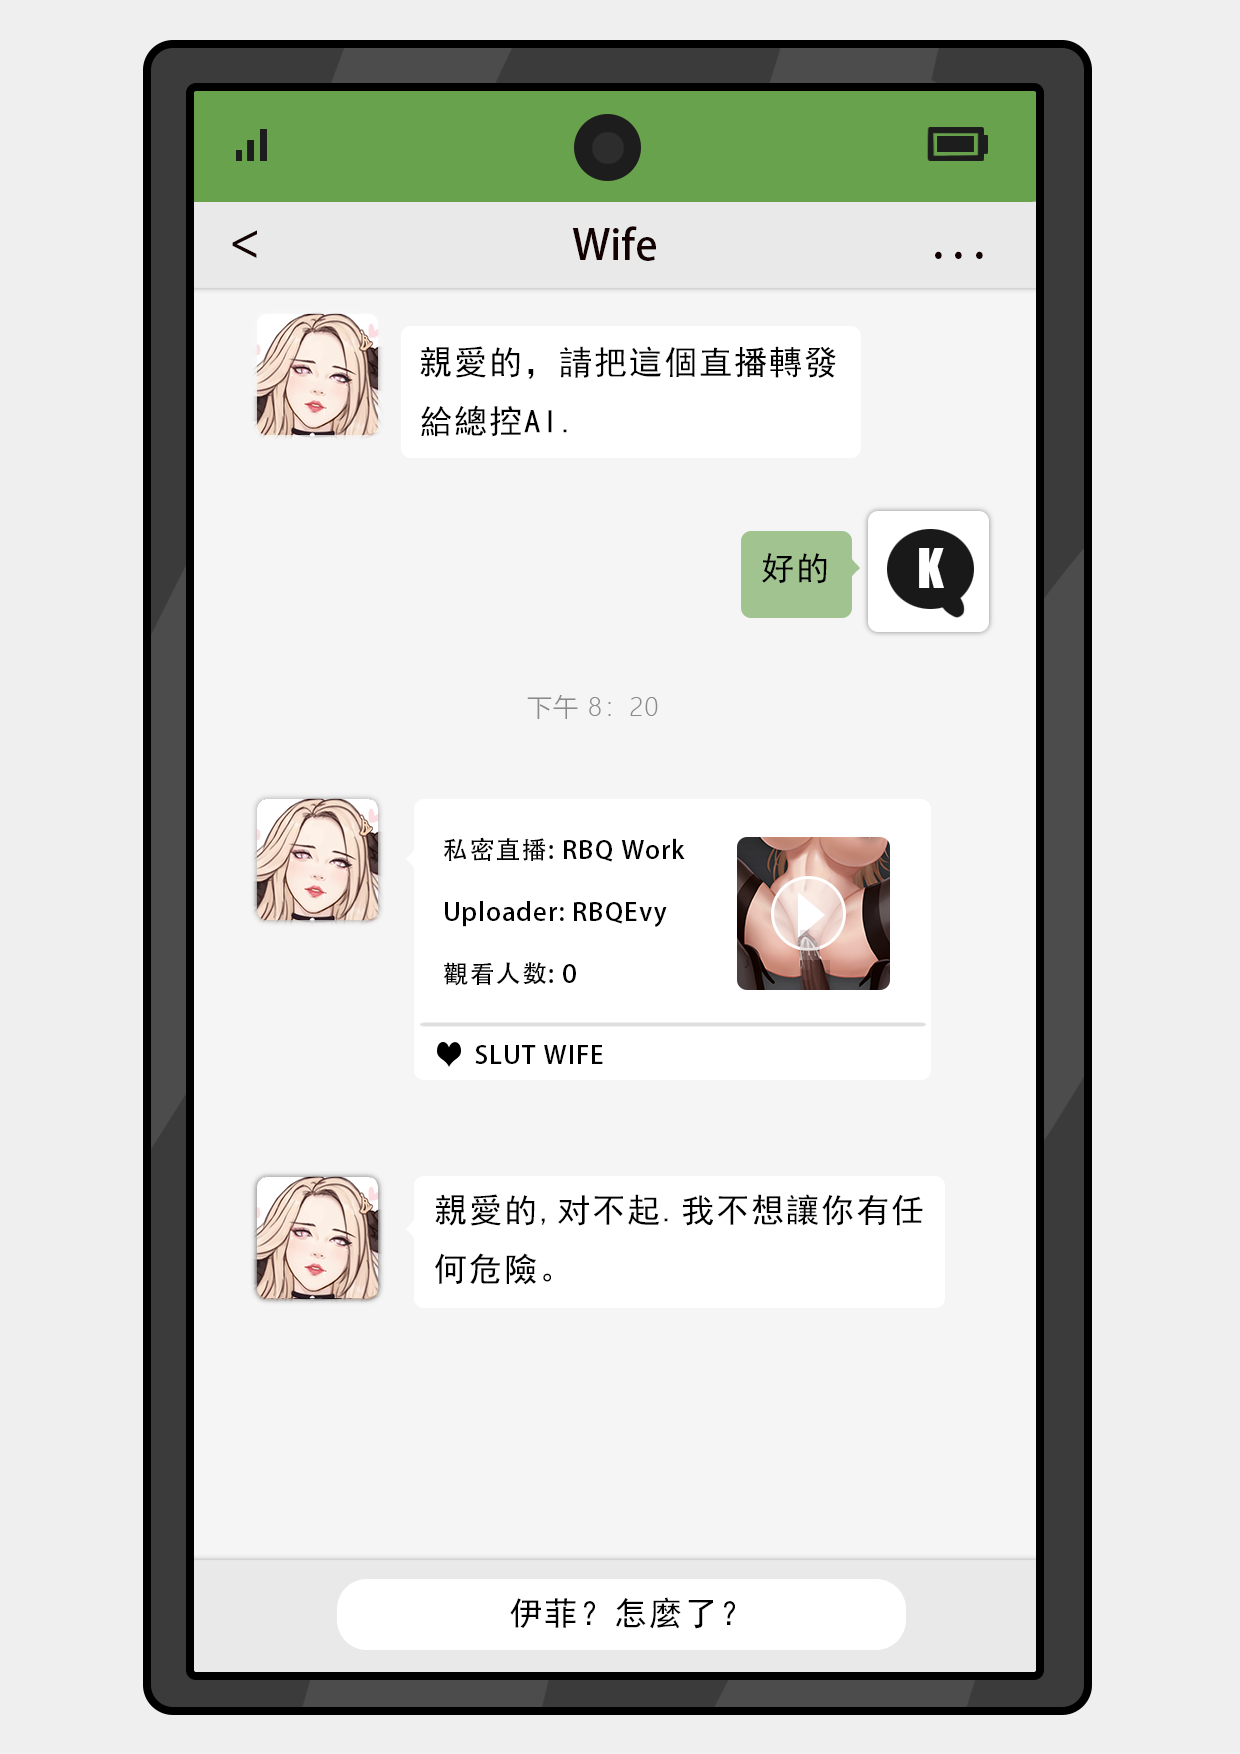 <
Wife
...
親愛的，請把這個直播轉發
給總控AI.
好的
K
下午 8：20
私密直播: RBQ Work
Uploader: RBQEvy
觀看人数: 0
♥ SLUT WIFE
親愛的, 对不起. 我不想讓你有任
何危險。
伊菲？怎麼了？